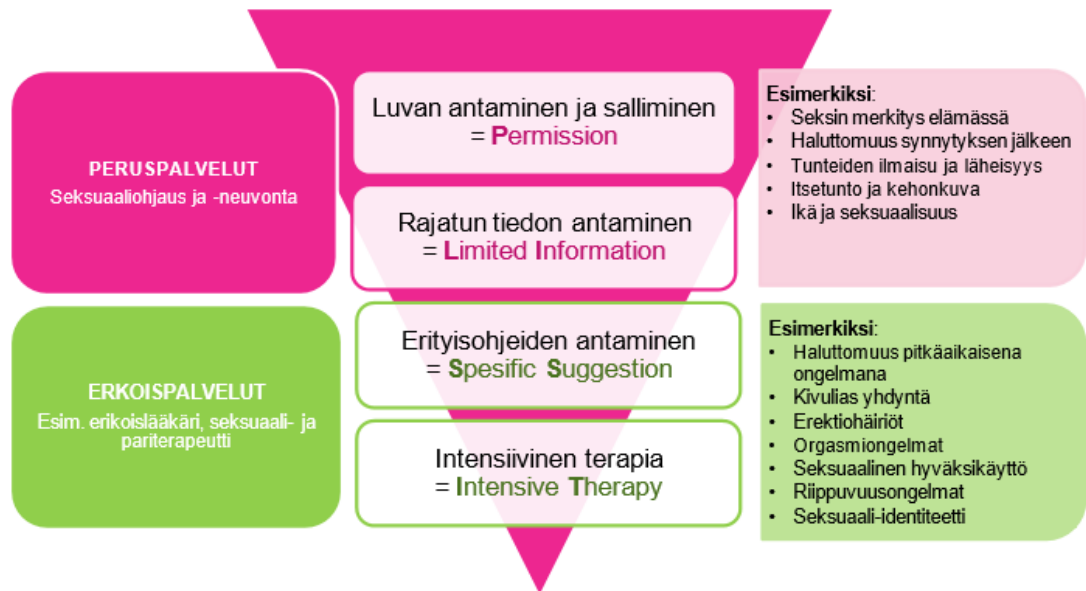 PERUSPALVELUT
Seksuaaliohjaus ja -neuvonta
Luvan antaminen ja salliminen
= Permission
Rajatun tiedon antaminen
= Limited Information
Esimerkiksi:
• Seksin merkitys elämässä
• Haluttomuus synnytyksen jälkeen
• Tunteiden ilmaisu ja läheisyys
• Itsetunto ja kehonkuva
• Ikä ja seksuaalisuus
ERKOISPALVELUT
Esim. erikoislääkäri, seksuaali- ja
pariterapeutti
Erityisohjeiden antaminen
= Spesific Suggestion
Intensiivinen terapia
= Intensive Therapy
Esimerkiksi:
• Haluttomuus pitkäaikaisena
ongelmana
• Kivulias yhdyntä
• Erektiohäiriöt
• Orgasmiongelmat
• Seksuaalinen hyväksikäyttö
• Riippuvuusongelmat
• Seksuaali-identiteetti